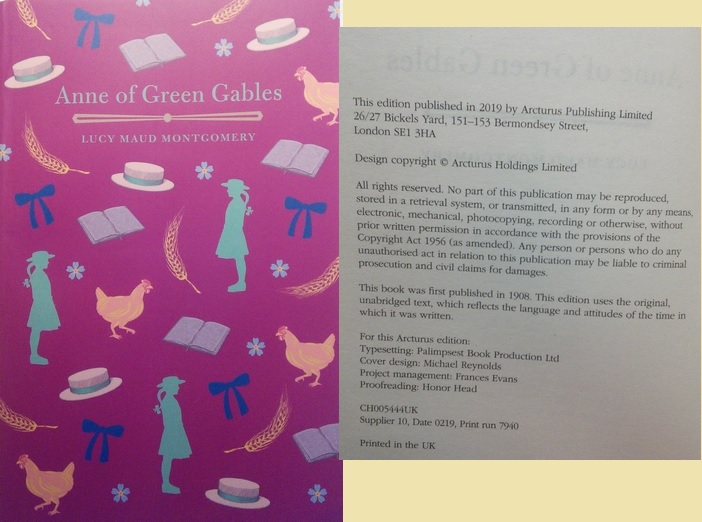 Anne of Green Gables
LUCY MAUD MONTGOMERY
Anne of Green Gables
This edition published in 2019 by Arcturus Publishing Limited
26/27 Bickels Yard, 151–153 Bermondsey Street,
London SE1 3HA
Design copyright © Arcturus Holdings Limited
All rights reserved. No part of this publication may be reproduced,
stored in a retrieval system, or transmitted, in any form or by any means,
electronic, mechanical, photocopying, recording or otherwise, without
prior written permission in accordance with the provisions of the
Copyright Act 1956 (as amended). Any person or persons who do any
unauthorised act in relation to this publication may be liable to criminal
prosecution and civil claims for damages.
This book was first published in 1908. This edition uses the original,
unabridged text, which reflects the language and attitudes of the time in
which it was written.
For this Arcturus edition:
Typesetting: Palimpsest Book Production Ltd
Cover design: Michael Reynolds
Project management: Frances Evans
Proofreading: Honor Head
CH005444UK
Supplier 10, Date 0219, Print run 7940
Printed in the UK